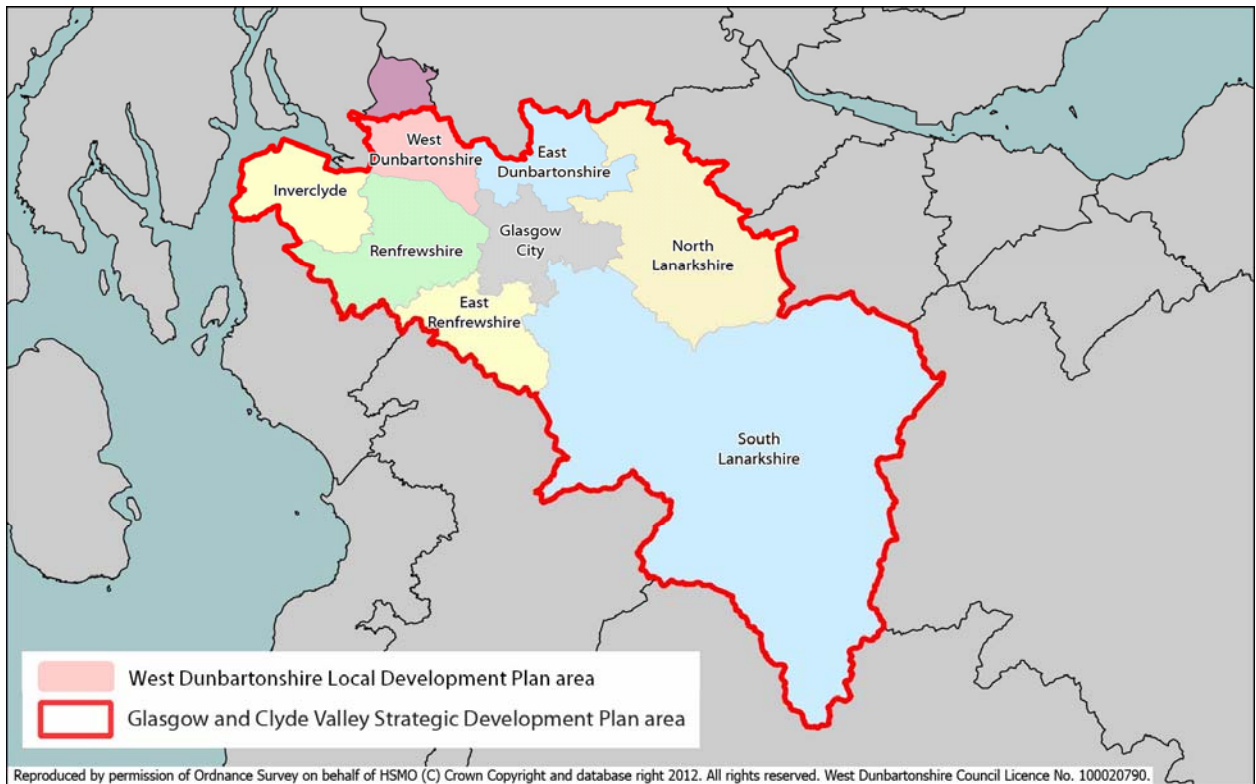 West
Dunbartonshire
East
Dunbartonshire
Inverclyde
Glasgow
City
Renfrewshire
North
Lanarkshire
East
Renfrewshire
South
Lanarkshire
West Dunbartonshire Local Development Plan area
Glasgow and Clyde Valley Strategic Development Plan area
Reproduced by permission of Ordnance Survey on behalf of HSMO (C) Crown Copyright and database right 2012. All rights reserved. West Dunbartonshire Council Licence No. 100020790.